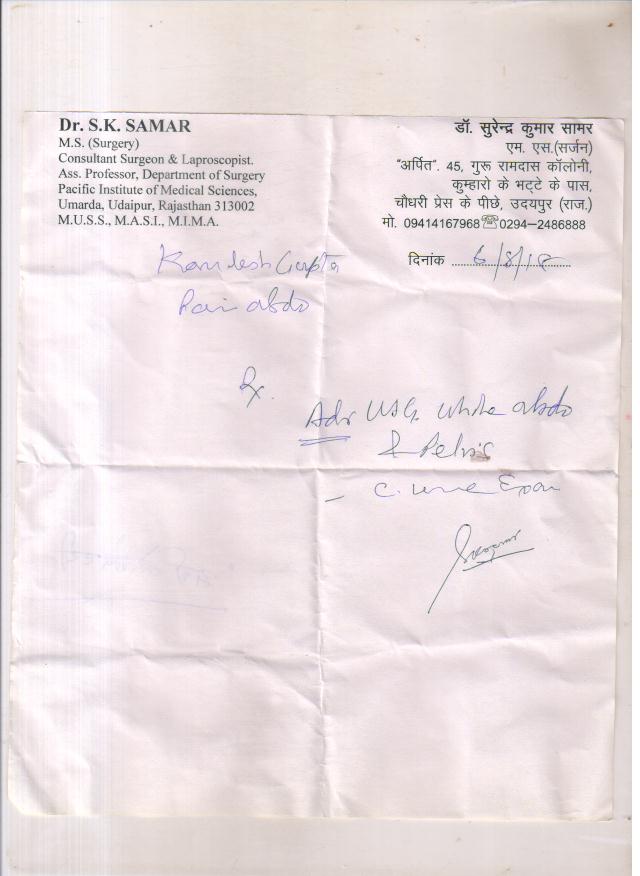 Dr. S.K. SAMAR
M.S. (Surgery)
Consultant Surgeon & Laproscopist.
Ass. Professor, Department of Surgery
Pacific Institute of Medical Sciences,
Umarda, Udaipur, Rajasthan 313002
M.U.S.S., M.A.S.I., M.I.M.A.
डॉ. सुरेन्द्र कुमार सामर
एम. एस.(सर्जन)
"अर्पित". 45, गुरू रामदास कॉलोनी,
कुम्हारो के भट्टे के पास,
चौधरी प्रेस के पीछे, उदयपुर (राज.)
मो. 09414167968 ☎ 0294-2486888
दिनांक 6/8/18
Kamlesh Gupta
Pain abdo
Rx.
Adv USG. Whole abdo
& Pelvis